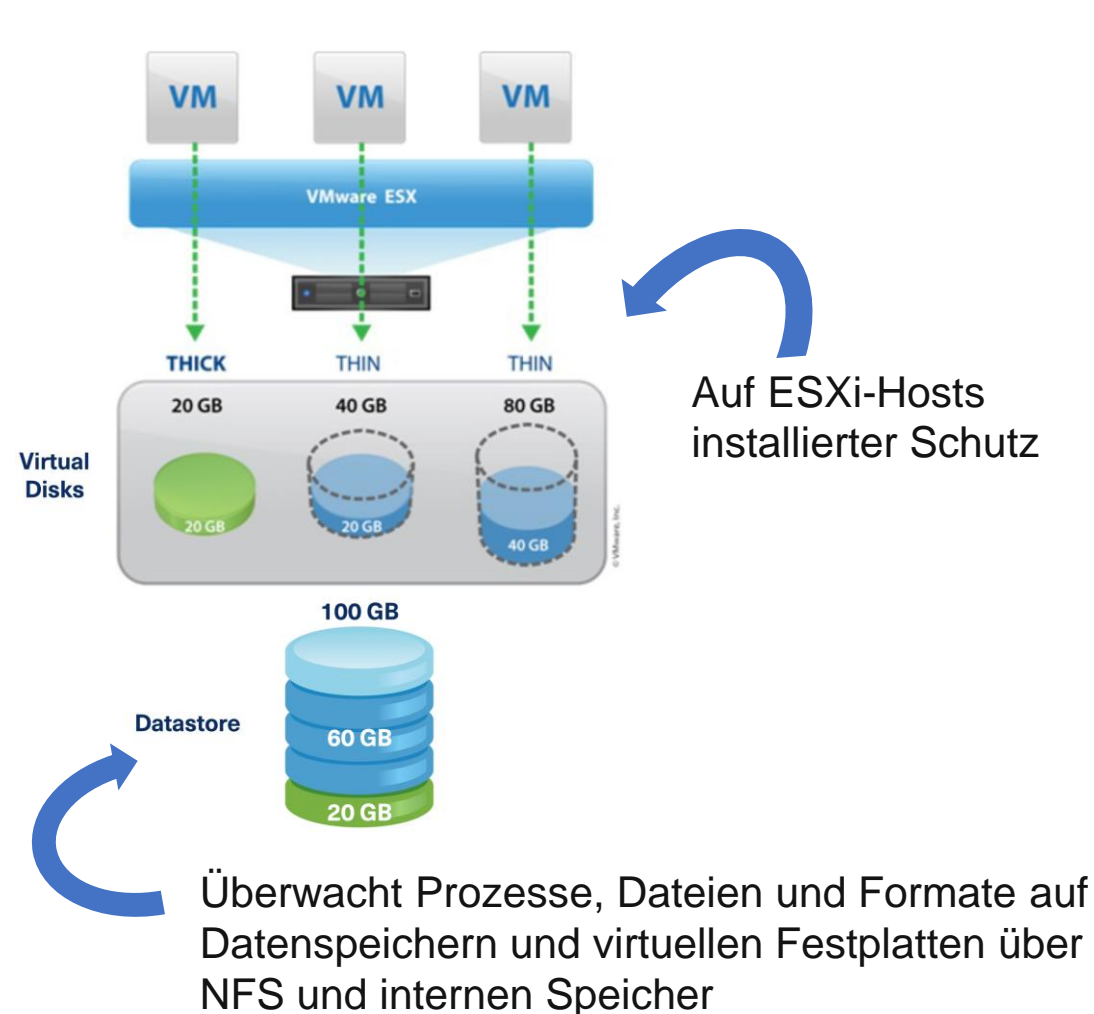 VM VM VM
VMware ESX
THICK THIN THIN
20 GB 40 GB 80 GB
Virtual
Disks
20 GB 20 GB 40 GB
© VMware, Inc.
Auf ESXi-Hosts
installierter Schutz
100 GB
Datastore
60 GB
20 GB
Überwacht Prozesse, Dateien und Formate auf
Datenspeichern und virtuellen Festplatten über
NFS und internen Speicher